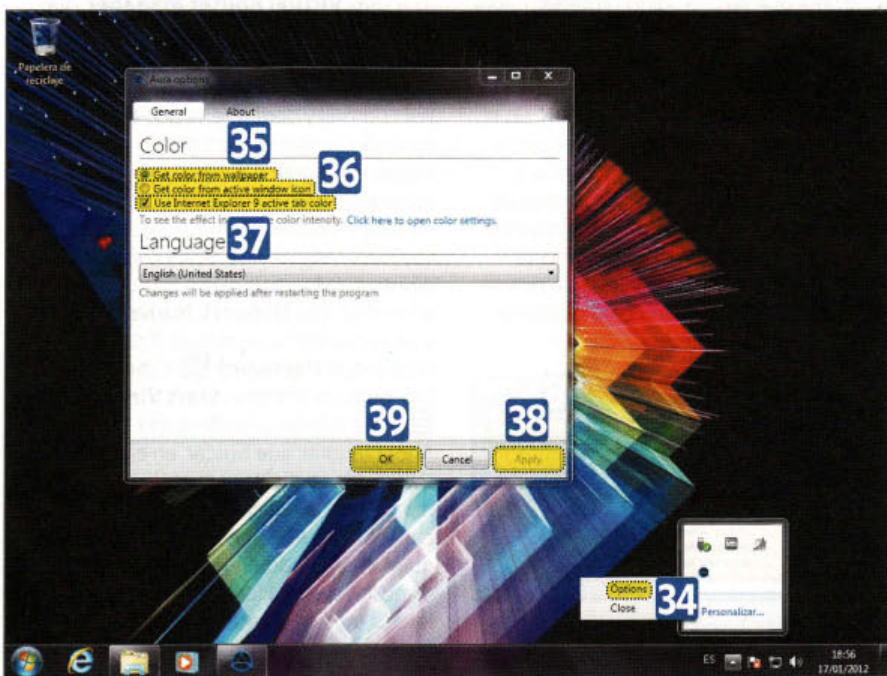 Papelera de
reciclaje
Aura options
General About
Color 35
Get color from wallpaper
Get color from active window icon 36
Use Internet Explorer 9 active tab color
To see the effect color intensity. Click here to open color settings.
Language 37
English (United States)
Changes will be applied after restarting the program
39 38
OK Cancel Apply
Options
Close 34 Personalizar...
ES 18:56
17/01/2012